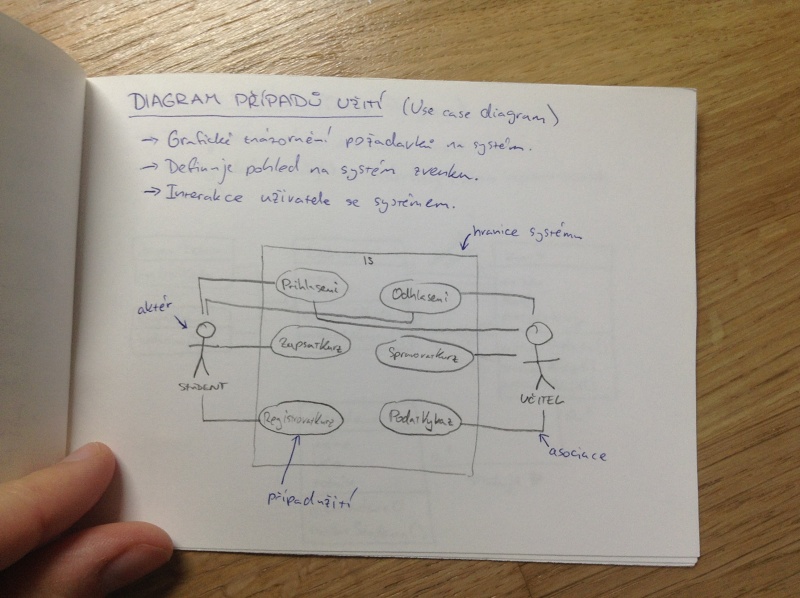 DIAGRAM PŘÍPADŮ UŽITÍ (Use case diagram)
→ Grafické znázornění požadavků na systém.
→ Definuje pohled na systém zvenku.
→ Interakce uživatele se systémem.
hranice systému
IS
Prihlaseni
Odhlaseni
aktér
ZapsatKurz
SpravovatKurz
STUDENT
UČITEL
RegistrovatKurz
PodatVykaz
asociace
případ užití